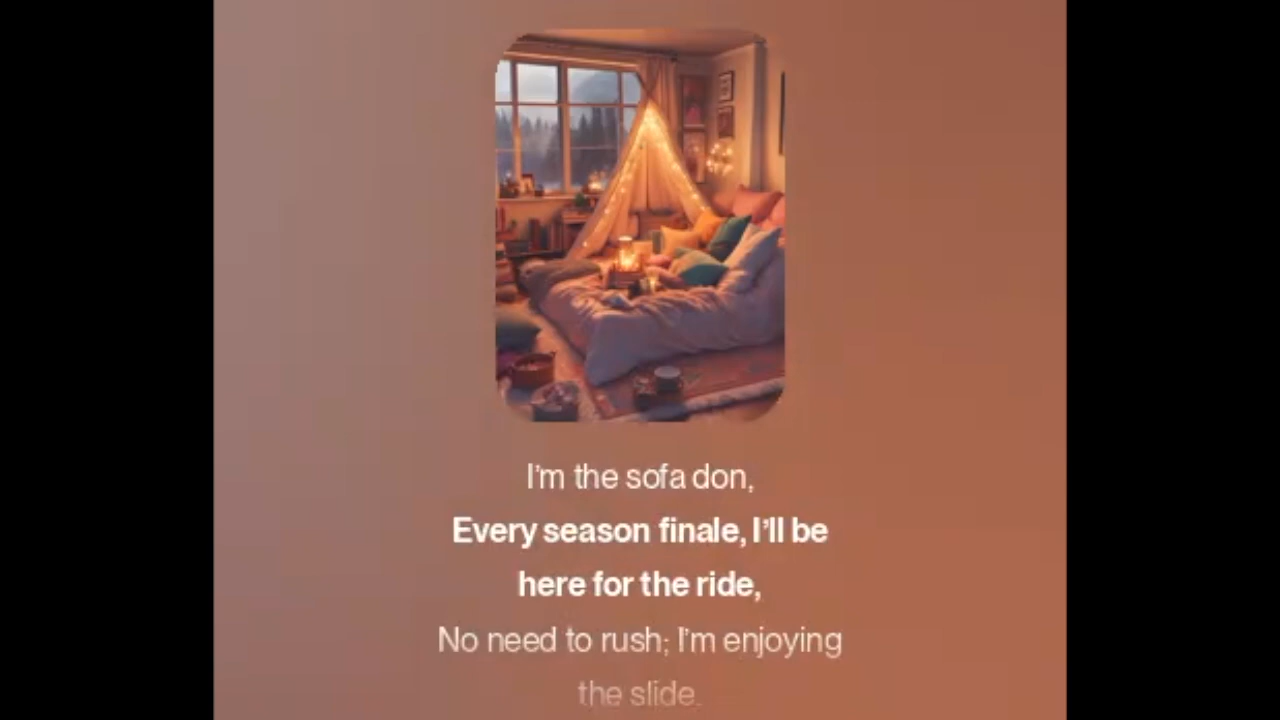 I'm the sofa don,
Every season finale, I'll be
here for the ride,
No need to rush; I'm enjoying
the slide.